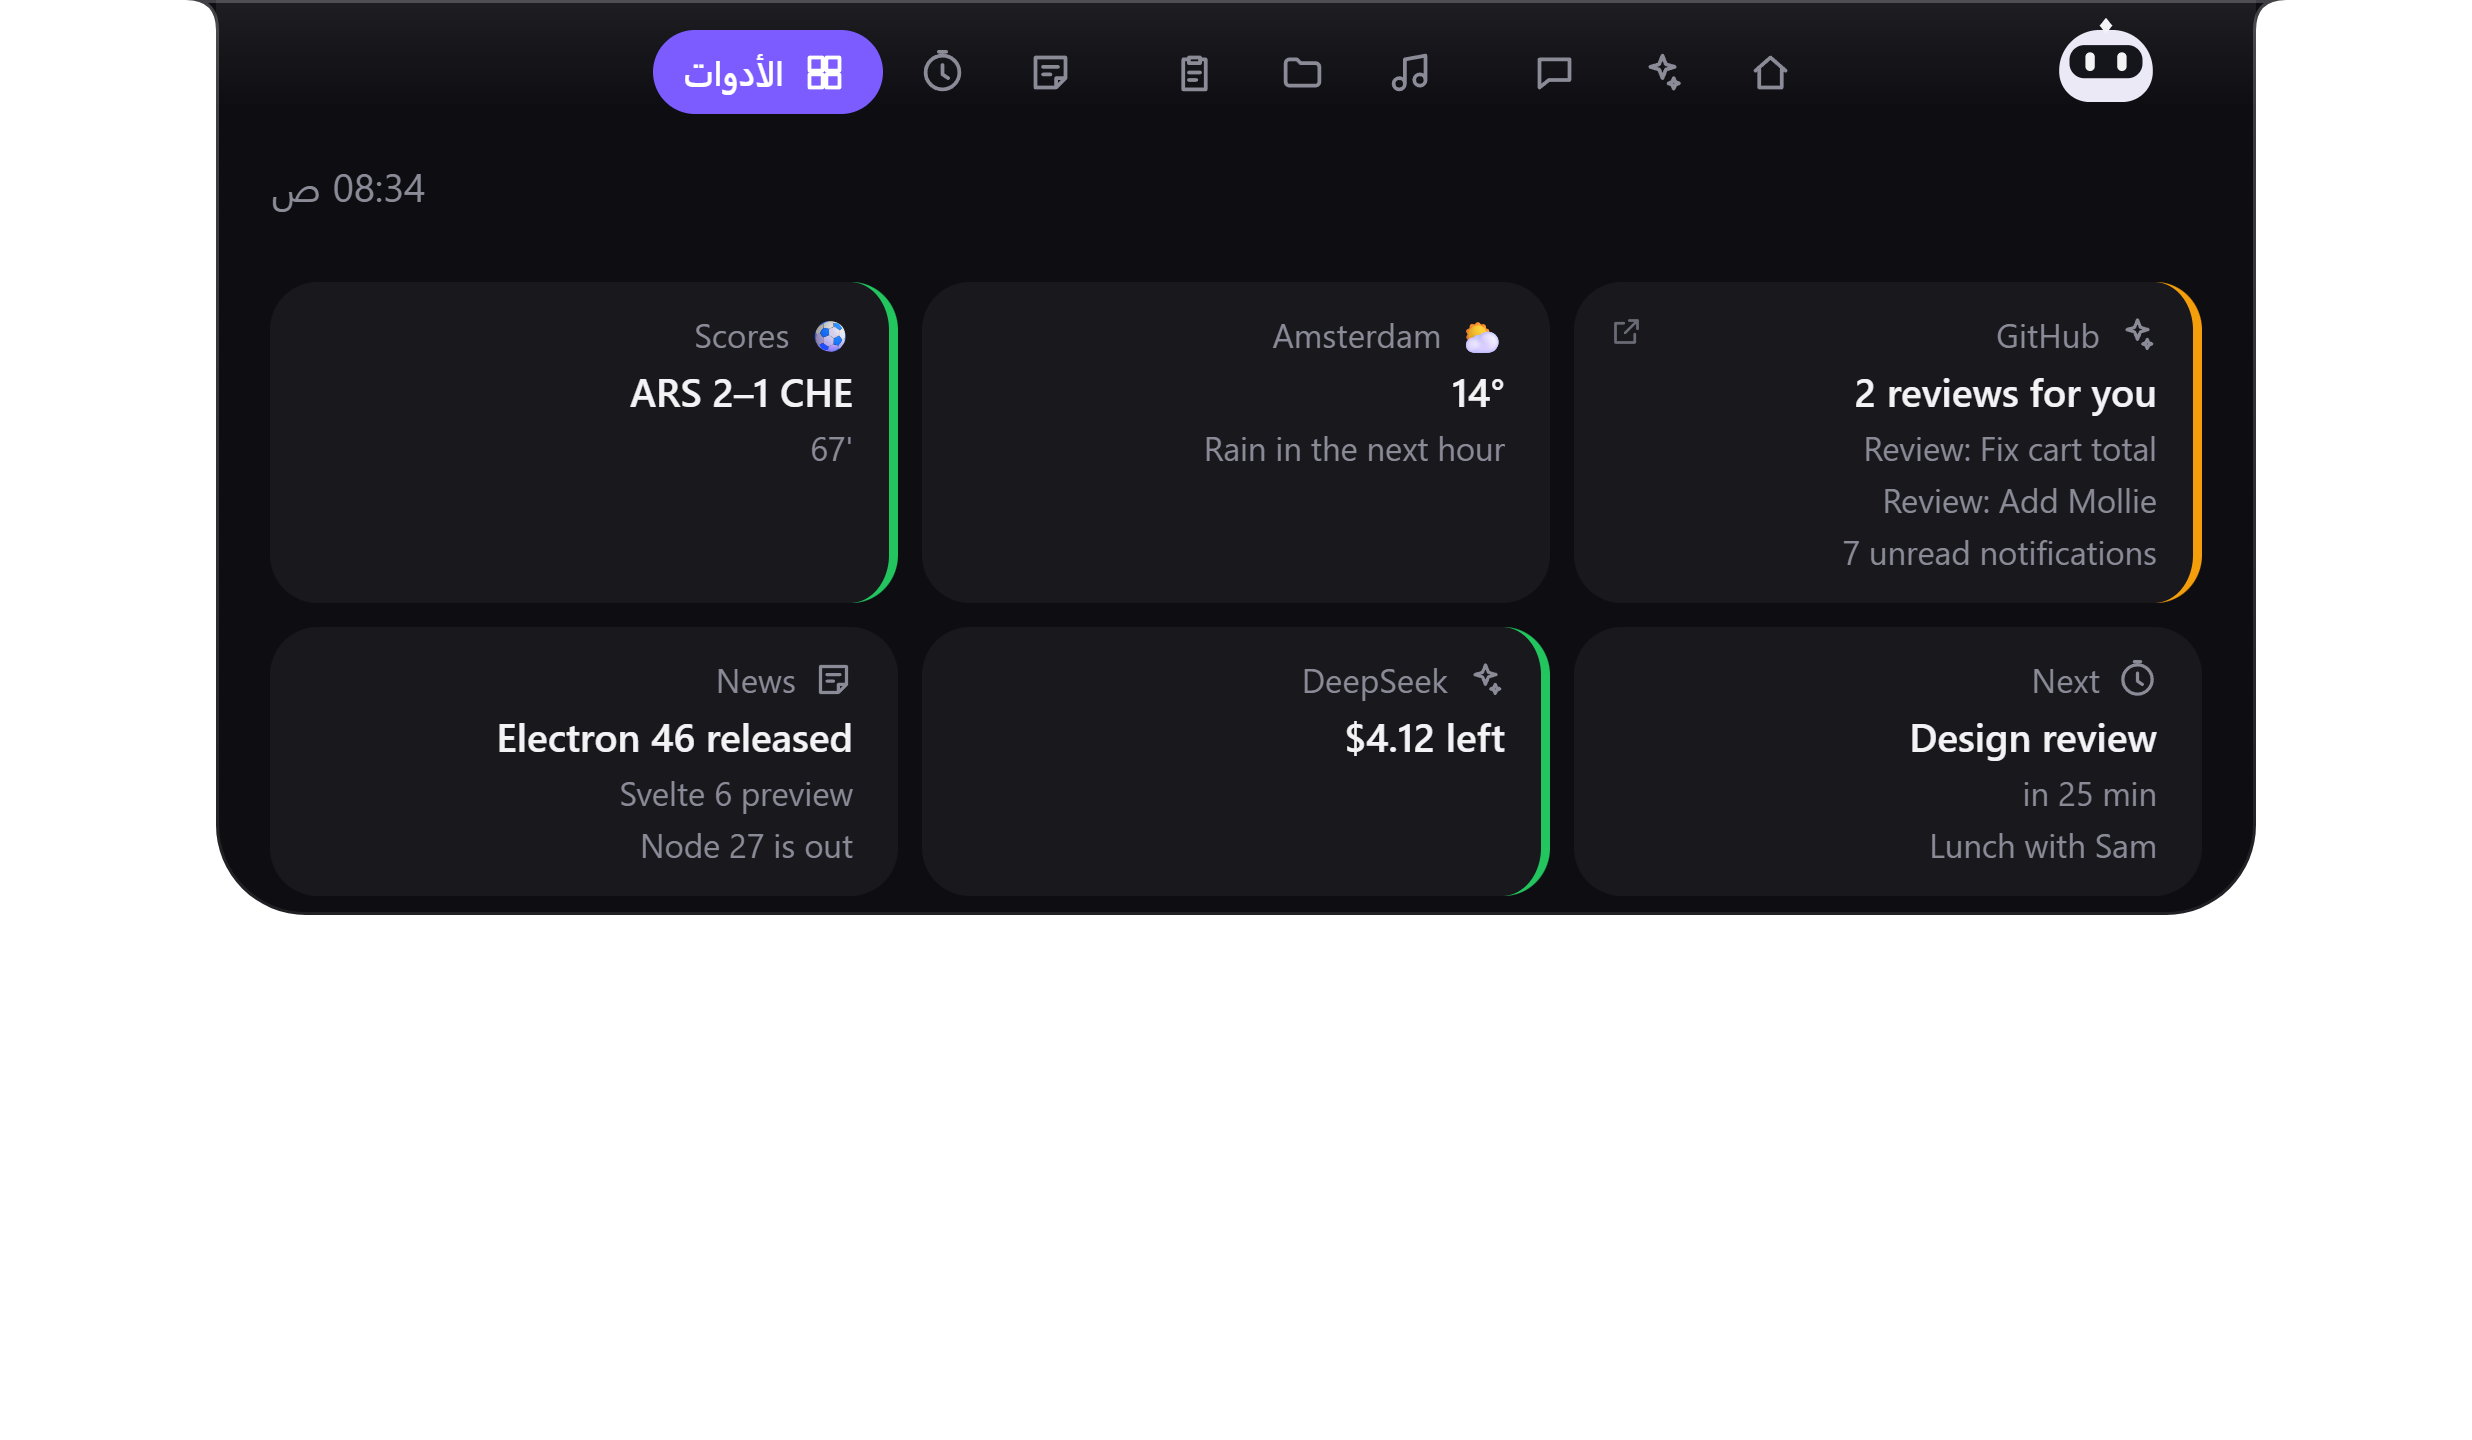 الأدوات
08:34 ص
GitHub
2 reviews for you
Review: Fix cart total
Review: Add Mollie
7 unread notifications
Amsterdam
14°
Rain in the next hour
Scores
ARS 2–1 CHE
67'
Next
Design review
in 25 min
Lunch with Sam
DeepSeek
$4.12 left
News
Electron 46 released
Svelte 6 preview
Node 27 is out